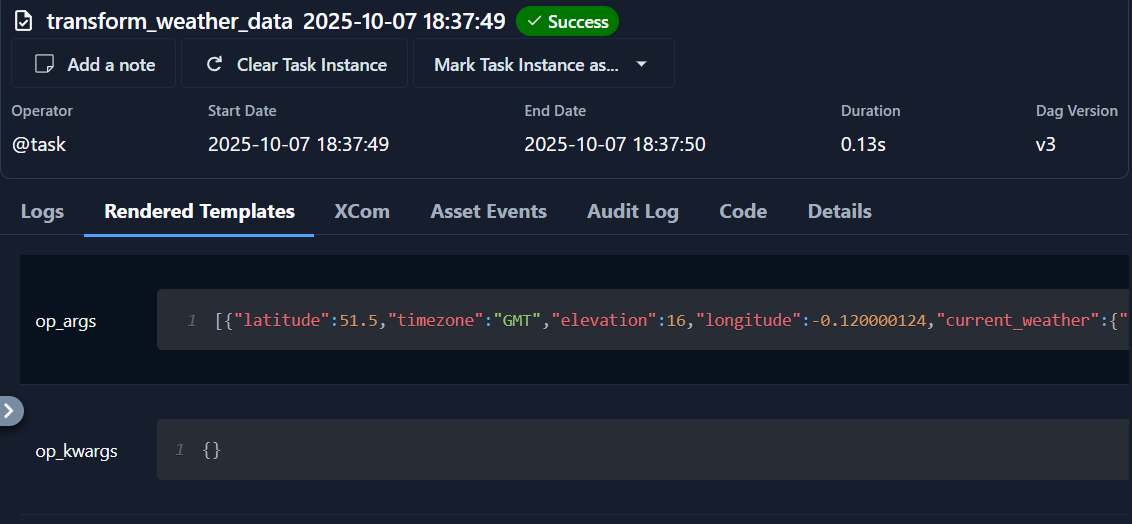 transform_weather_data 2025-10-07 18:37:49 Success
Add a note Clear Task Instance Mark Task Instance as...
Operator Start Date End Date Duration Dag Version
@task 2025-10-07 18:37:49 2025-10-07 18:37:50 0.13s v3
Logs Rendered Templates XCom Asset Events Audit Log Code Details
op_args 1 [{"latitude":51.5,"timezone":"GMT","elevation":16,"longitude":-0.120000124,"current_weather":{"
op_kwargs 1 {}